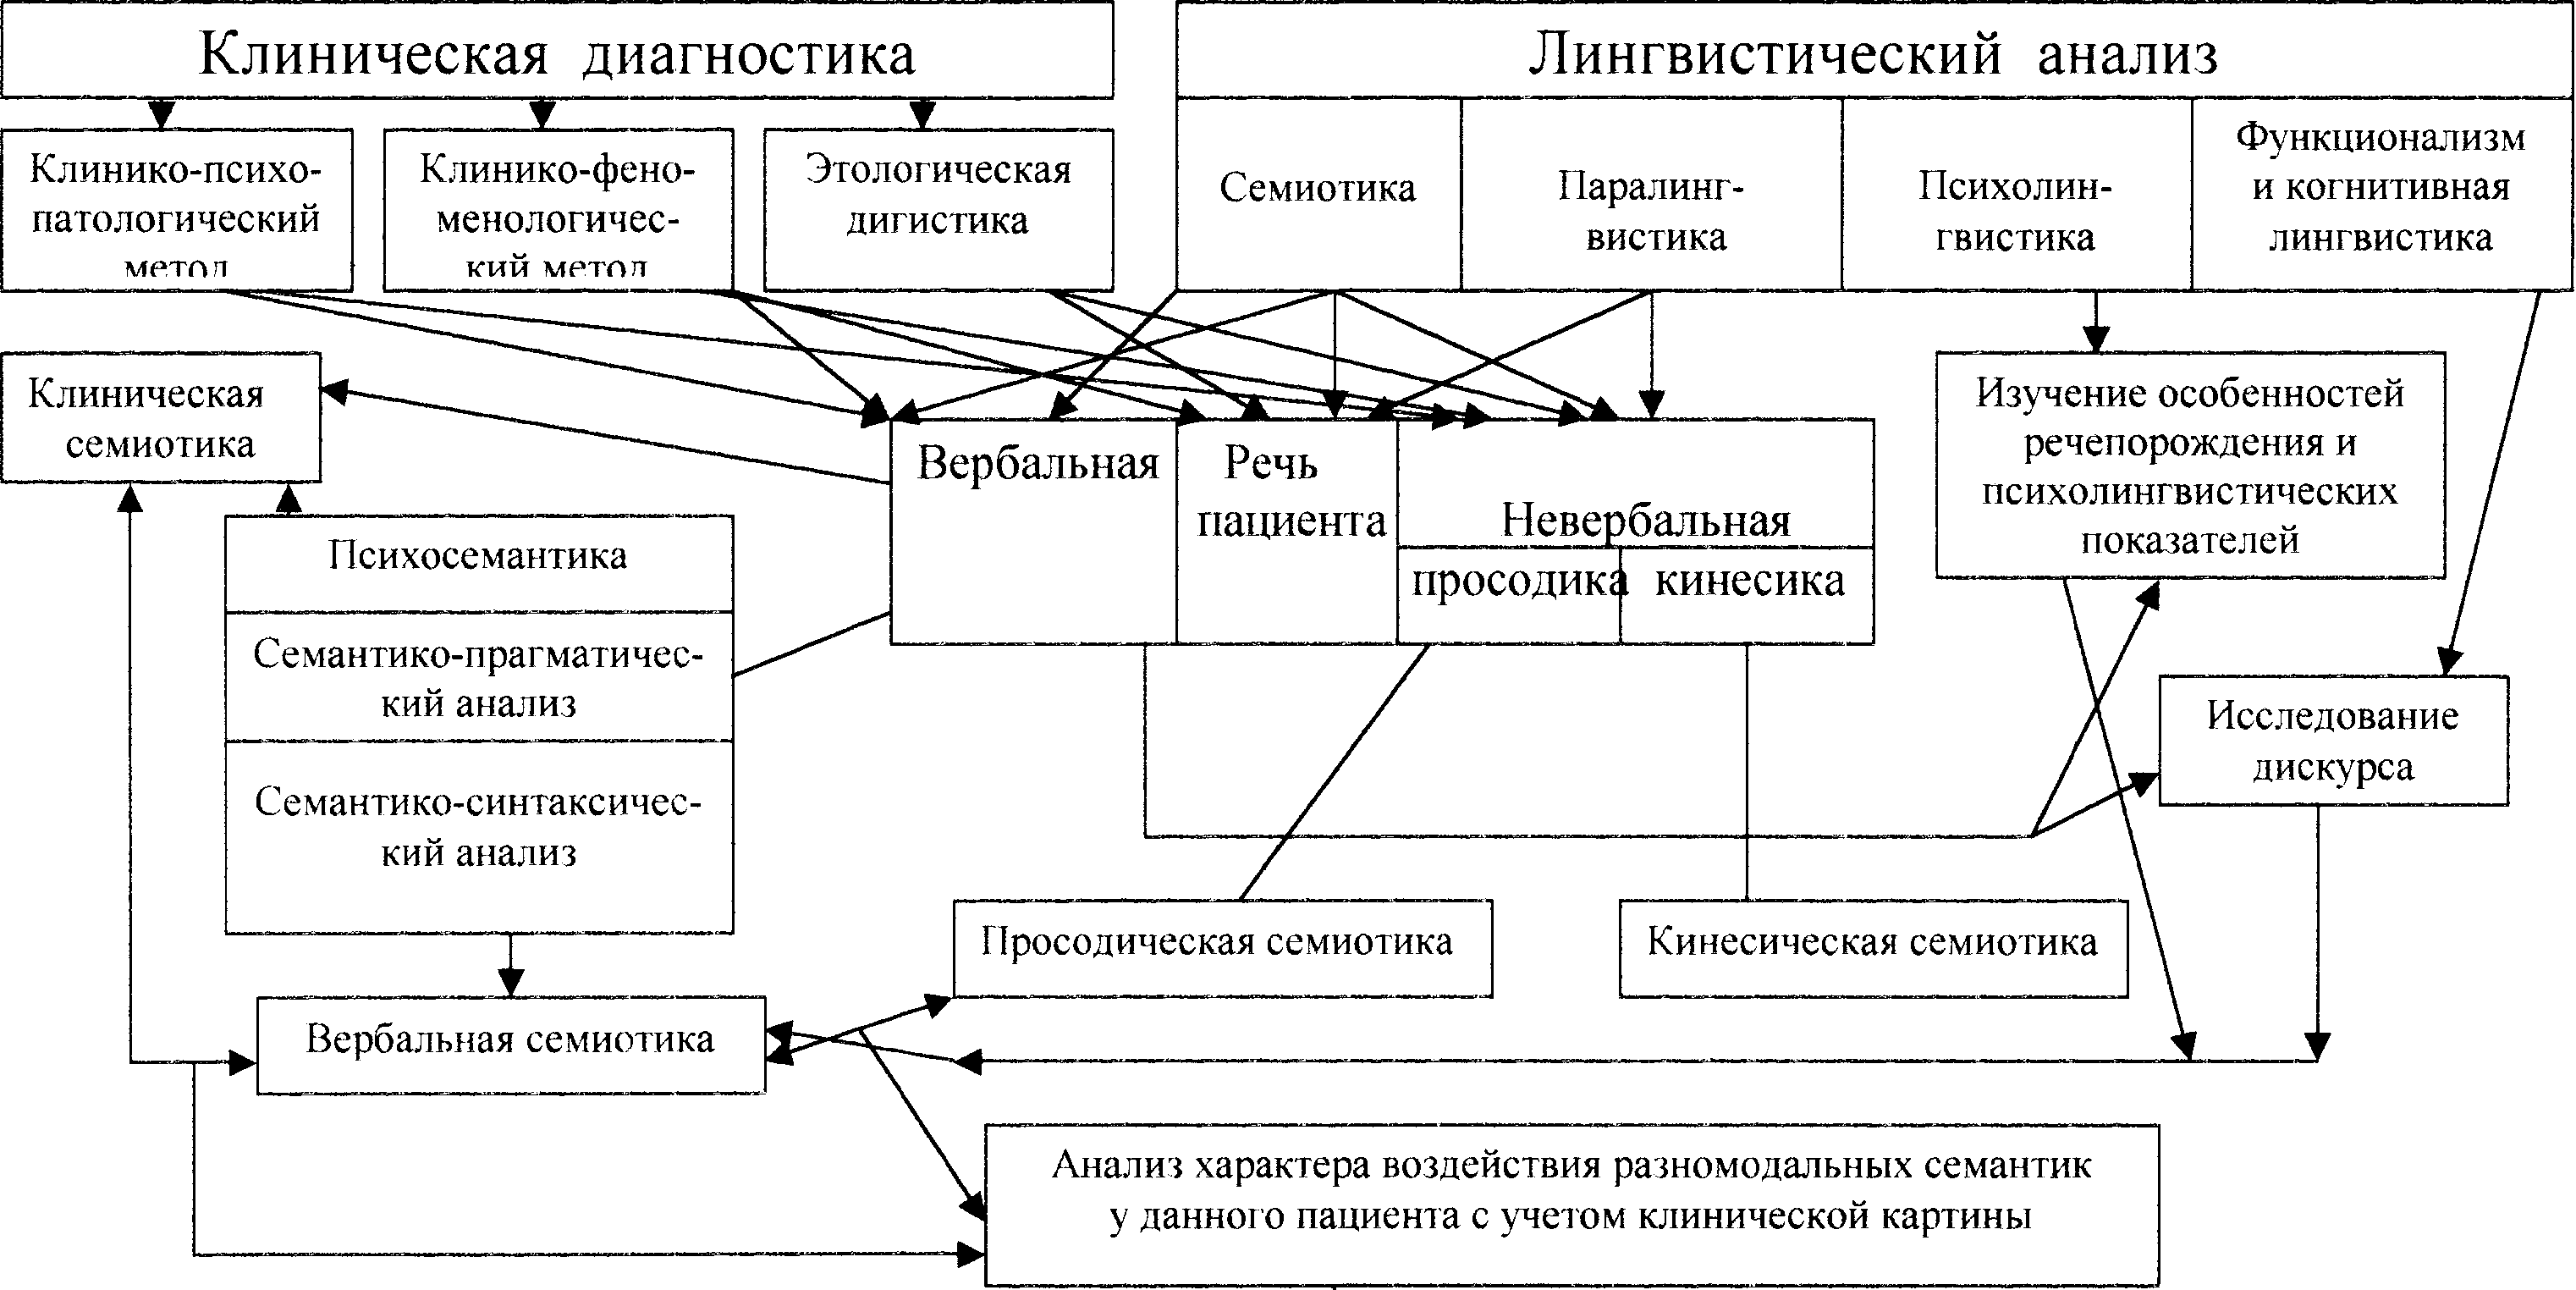 Клиническая диагностика
Лингвистический анализ
Клинико-психо-
патологический
метод
Клинико-фено-
менологичес-
кий метод
Этологическая
дигистика
Семиотика
Паралинг-
вистика
Психолин-
гвистика
Функционализм
и когнитивная
лингвистика
Клиническая
семиотика
Вербальная
Речь
пациента
Невербальная
просодика
кинесика
Изучение особенностей
речепорождения и
психолингвистических
показателей
Психосемантика
Семантико-прагматичес-
кий анализ
Семантико-синтаксичес-
кий анализ
Исследование
дискурса
Просодическая семиотика
Кинесическая семиотика
Вербальная семиотика
Анализ характера воздействия разномодальных семантик
у данного пациента с учетом клинической картины